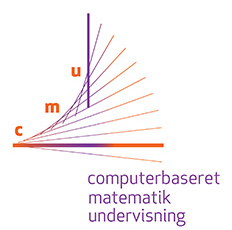 u
m
c
computerbaseret
matematik
undervisning